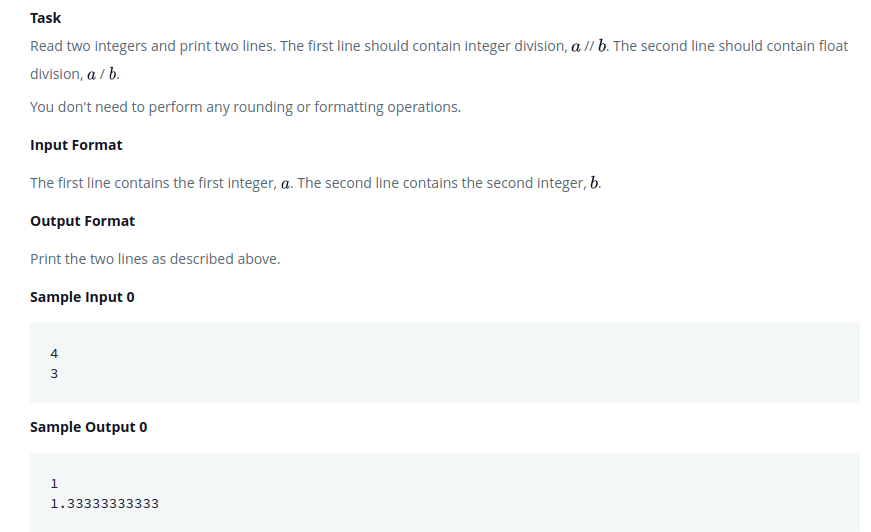 Task
Read two integers and print two lines. The first line should contain integer division, a // b. The second line should contain float
division, a / b.
You don't need to perform any rounding or formatting operations.
Input Format
The first line contains the first integer, a. The second line contains the second integer, b.
Output Format
Print the two lines as described above.
Sample Input 0
4
3
Sample Output 0
1
1.33333333333